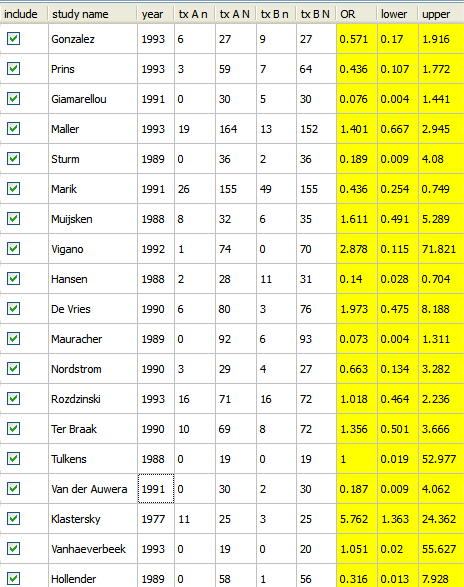 include study name year tx A n tx A N tx B n tx B N OR lower upper
Gonzalez 1993 6 27 9 27 0.571 0.17 1.916
Prins 1993 3 59 7 64 0.436 0.107 1.772
Giamarellou 1991 0 30 5 30 0.076 0.004 1.441
Maller 1993 19 164 13 152 1.401 0.667 2.945
Sturm 1989 0 36 2 36 0.189 0.009 4.08
Marik 1991 26 155 49 155 0.436 0.254 0.749
Muijsken 1988 8 32 6 35 1.611 0.491 5.289
Vigano 1992 1 74 0 70 2.878 0.115 71.821
Hansen 1988 2 28 11 31 0.14 0.028 0.704
De Vries 1990 6 80 3 76 1.973 0.475 8.188
Mauracher 1989 0 92 6 93 0.073 0.004 1.311
Nordstrom 1990 3 29 4 27 0.663 0.134 3.282
Rozdzinski 1993 16 71 16 72 1.018 0.464 2.236
Ter Braak 1990 10 69 8 72 1.356 0.501 3.666
Tulkens 1988 0 19 0 19 1 0.019 52.977
Van der Auwera 1991 0 30 2 30 0.187 0.009 4.062
Klastersky 1977 11 25 3 25 5.762 1.363 24.362
Vanhaeverbeek 1993 0 19 0 20 1.051 0.02 55.627
Hollender 1989 0 58 1 56 0.316 0.013 7.928